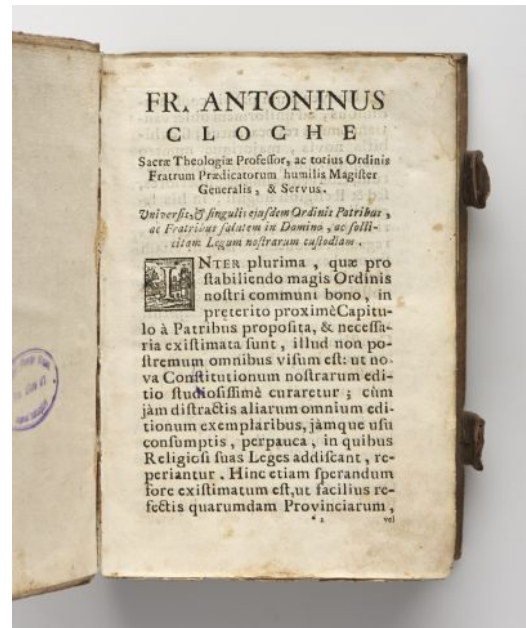 FR. ANTONINUS
CLOCHE
Sacræ Theologiæ Profeſſor, ac totius Ordinis
Fratrum Prædicatorum humilis Magiſter
Generalis, & Servus.
Univerſis, & ſingulis ejuſdem Ordinis Patribus,
ac Fratribus ſalutem in Domino, ac ſolli-
citam Legum noſtrarum cuſtodiam.
INTER plurima, quæ pro
ſtabiliendo magis Ordinis
noſtri communi bono, in
preterito proximè Capitu-
lo à Patribus propoſita, & neceſſa-
ria exiſtimata ſunt, illud non po-
ſtremum omnibus viſum eſt: ut no-
va Conſtitutionum noſtrarum edi-
tio ſtudioſiſſimè curaretur; cùm
jàm diſtractis aliarum omnium edi-
tionum exemplaribus, jàmque uſu
conſumptis, perpauca, in quibus
Religioſi ſuas Leges addiſcant, re-
periantur. Hinc etiam ſperandum
fore exiſtimatum eſt, ut facilius re-
fectis quarumdam Provinciarum,
* 2 vel